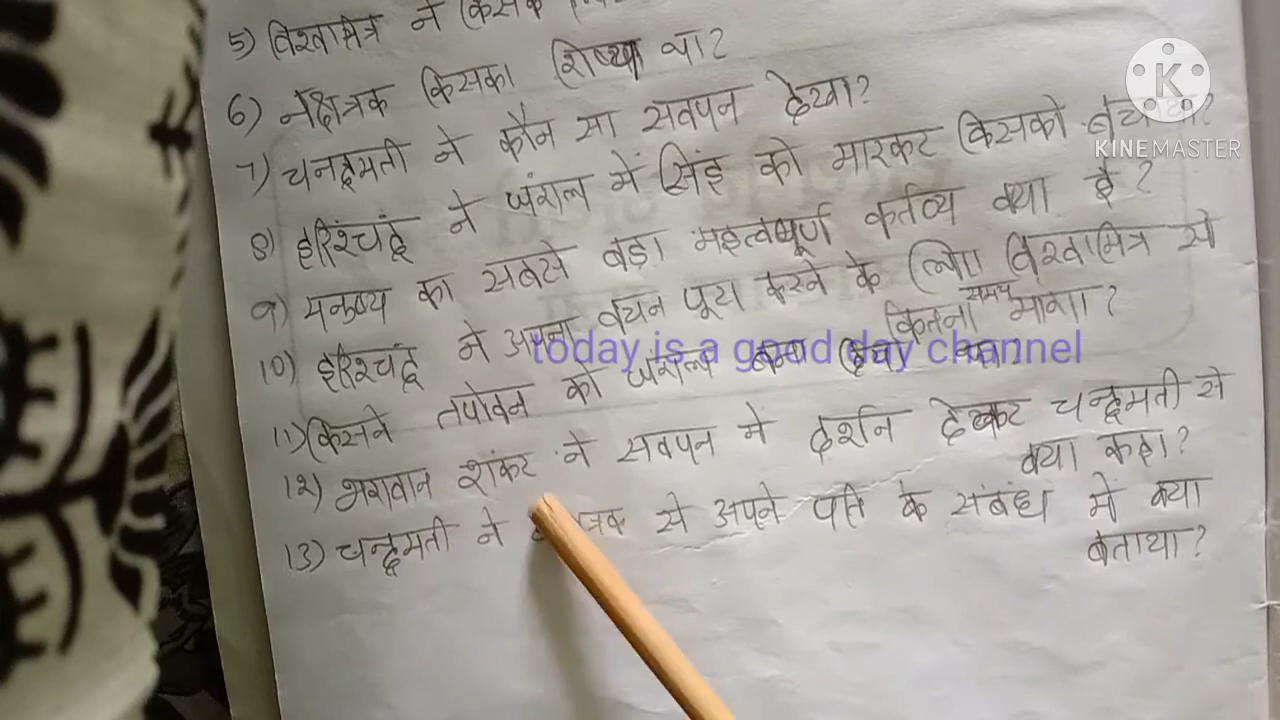 5) विश्वामित्र ने किसके
6) नक्षत्रक किसका शिष्य था?
7) चन्द्रमती ने कौन सा सवपन देखा?
8) हरिश्चंद्र ने जंगल में सिंह को मारकर किसको बचाया?
9) मनुष्य का सबसे बड़ा महत्वपूर्ण कर्तव्य क्या है?
10) हरिश्चंद्र ने अपना वचन पूरा करने के लिए विश्वामित्र से
कितना समय मांगा?
11) किसने तपोवन को जंगल बना दिया था?
12) भगवान शंकर ने सवपन मे दर्शन देकर चन्द्रमती से
क्या कहा?
13) चन्द्रमती ने से अपने पति के संबंध में क्या
बताया?
today is a good day channel
K
KINEMASTER